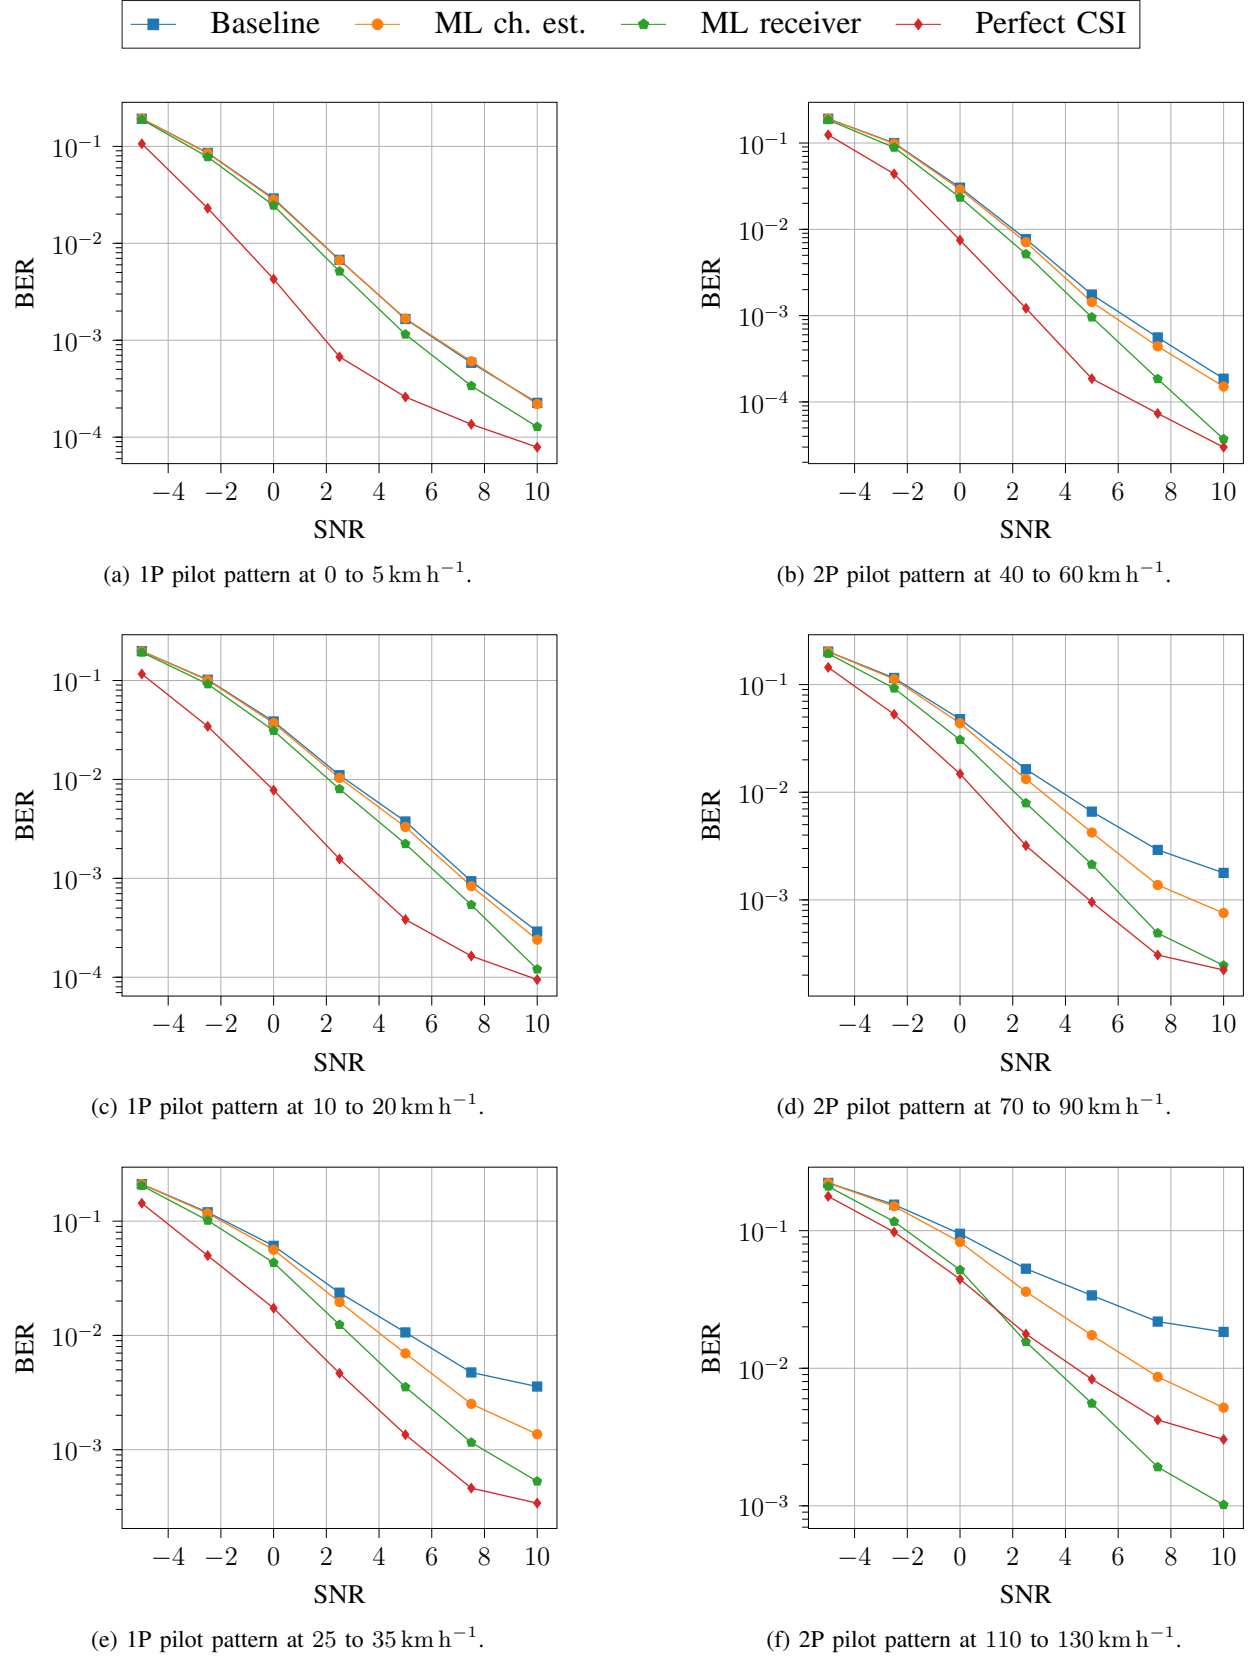 Baseline ML ch. est. ML receiver Perfect CSI
10⁻¹
10⁻²
10⁻³
10⁻⁴
BER
−4 −2 0 2 4 6 8 10
SNR
(a) 1P pilot pattern at 0 to 5 km h⁻¹.
10⁻¹
10⁻²
10⁻³
10⁻⁴
BER
−4 −2 0 2 4 6 8 10
SNR
(b) 2P pilot pattern at 40 to 60 km h⁻¹.
10⁻¹
10⁻²
10⁻³
10⁻⁴
BER
−4 −2 0 2 4 6 8 10
SNR
(c) 1P pilot pattern at 10 to 20 km h⁻¹.
10⁻¹
10⁻²
10⁻³
BER
−4 −2 0 2 4 6 8 10
SNR
(d) 2P pilot pattern at 70 to 90 km h⁻¹.
10⁻¹
10⁻²
10⁻³
BER
−4 −2 0 2 4 6 8 10
SNR
(e) 1P pilot pattern at 25 to 35 km h⁻¹.
10⁻¹
10⁻²
10⁻³
BER
−4 −2 0 2 4 6 8 10
SNR
(f) 2P pilot pattern at 110 to 130 km h⁻¹.